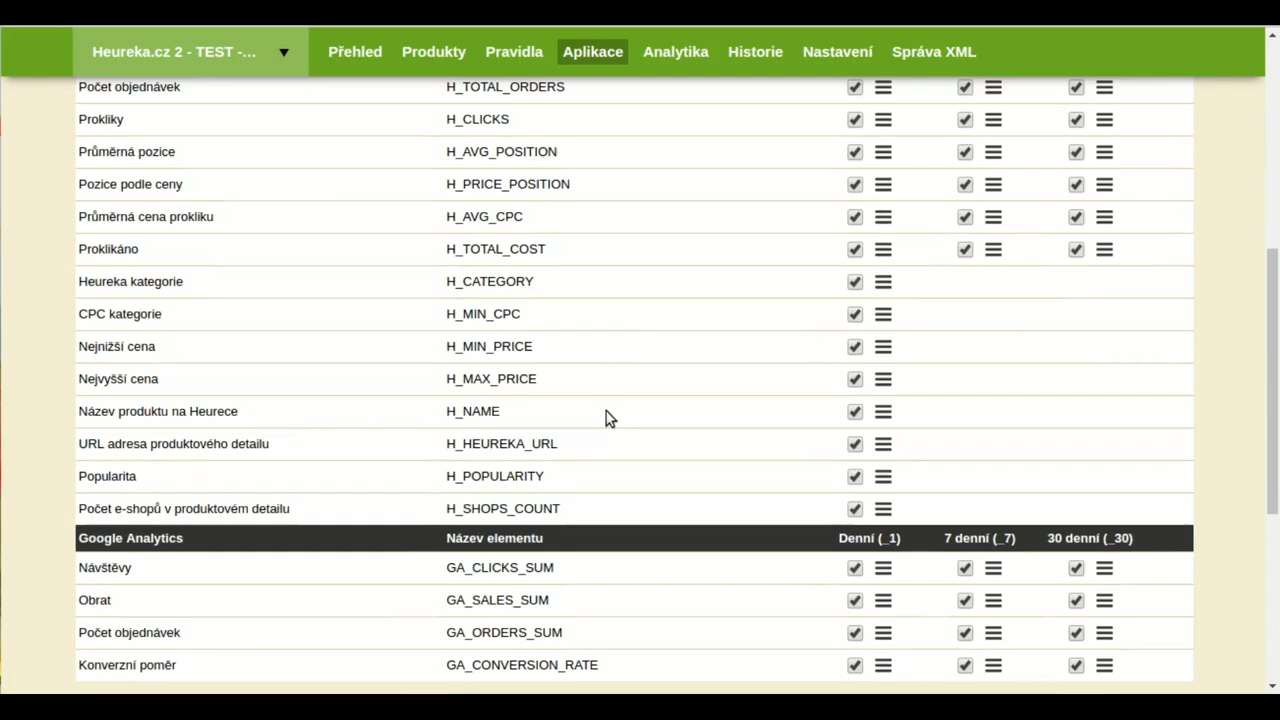 Heureka.cz 2 - TEST -... Přehled Produkty Pravidla Aplikace Analytika Historie Nastavení Správa XML
Počet objednávek H_TOTAL_ORDERS
Prokliky H_CLICKS
Průměrná pozice H_AVG_POSITION
Pozice podle ceny H_PRICE_POSITION
Průměrná cena prokliku H_AVG_CPC
Proklikáno H_TOTAL_COST
Heureka kategorie H_CATEGORY
CPC kategorie H_MIN_CPC
Nejnižší cena H_MIN_PRICE
Nejvyšší cena H_MAX_PRICE
Název produktu na Heurece H_NAME
URL adresa produktového detailu H_HEUREKA_URL
Popularita H_POPULARITY
Počet e-shopů v produktovém detailu H_SHOPS_COUNT
Google Analytics Název elementu Denní (_1) 7 denní (_7) 30 denní (_30)
Návštěvy GA_CLICKS_SUM
Obrat GA_SALES_SUM
Počet objednávek GA_ORDERS_SUM
Konverzní poměr GA_CONVERSION_RATE